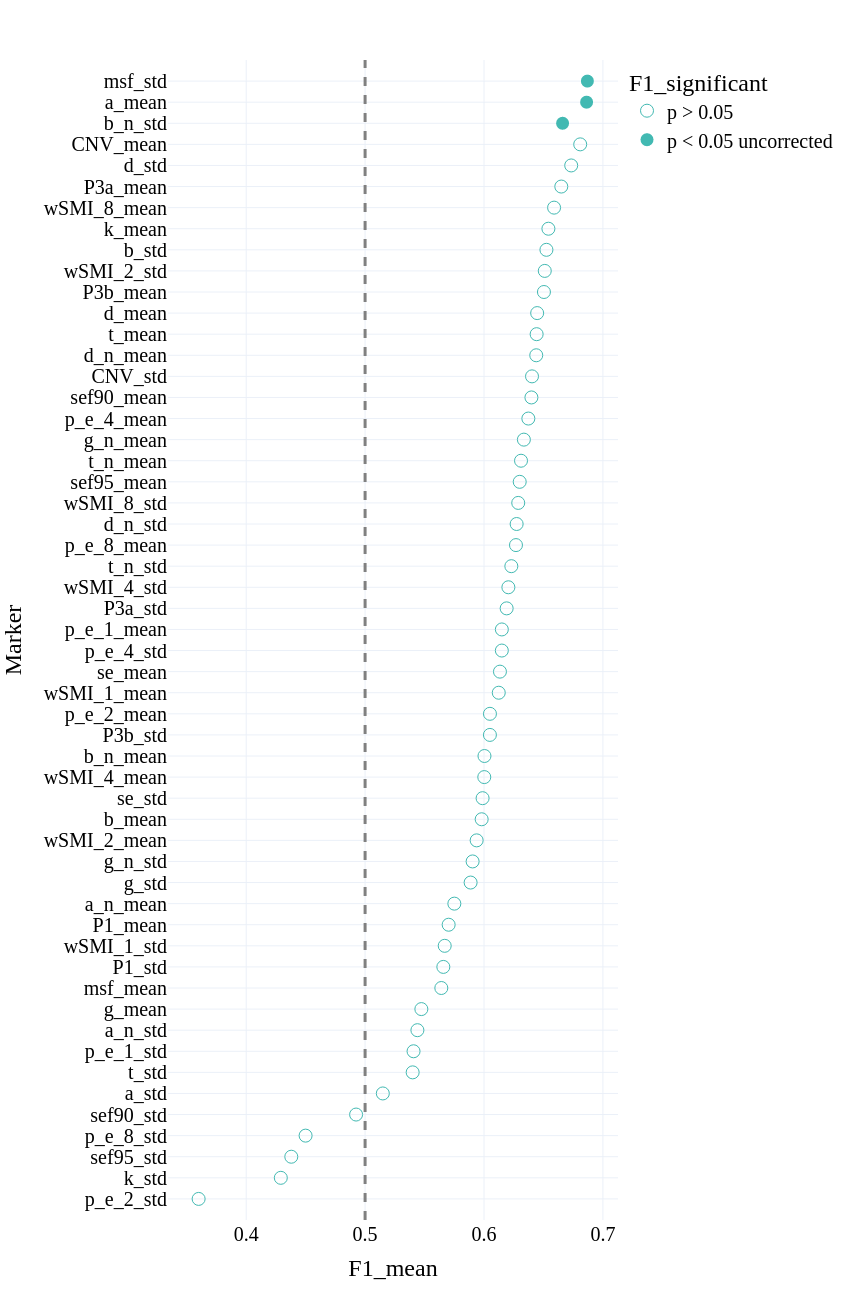 msf_std
a_mean
b_n_std
CNV_mean
d_std
P3a_mean
wSMI_8_mean
k_mean
b_std
wSMI_2_std
P3b_mean
d_mean
t_mean
d_n_mean
CNV_std
sef90_mean
p_e_4_mean
g_n_mean
t_n_mean
sef95_mean
wSMI_8_std
d_n_std
p_e_8_mean
t_n_std
wSMI_4_std
P3a_std
p_e_1_mean
p_e_4_std
se_mean
wSMI_1_mean
p_e_2_mean
P3b_std
b_n_mean
wSMI_4_mean
se_std
b_mean
wSMI_2_mean
g_n_std
g_std
a_n_mean
P1_mean
wSMI_1_std
P1_std
msf_mean
g_mean
a_n_std
p_e_1_std
t_std
a_std
sef90_std
p_e_8_std
sef95_std
k_std
p_e_2_std
Marker
0.4 0.5 0.6 0.7
F1_mean
F1_significant
p > 0.05
p < 0.05 uncorrected